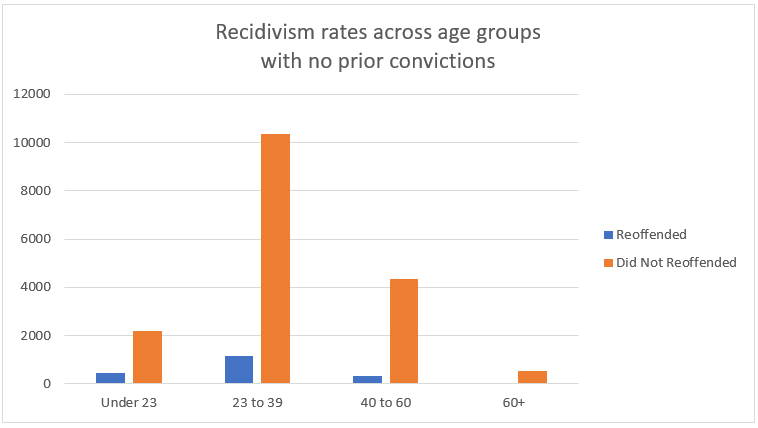 Recidivism rates across age groups
with no prior convictions
12000
10000
8000
6000
4000
2000
0
Under 23
23 to 39
40 to 60
60+
Reoffended
Did Not Reoffended